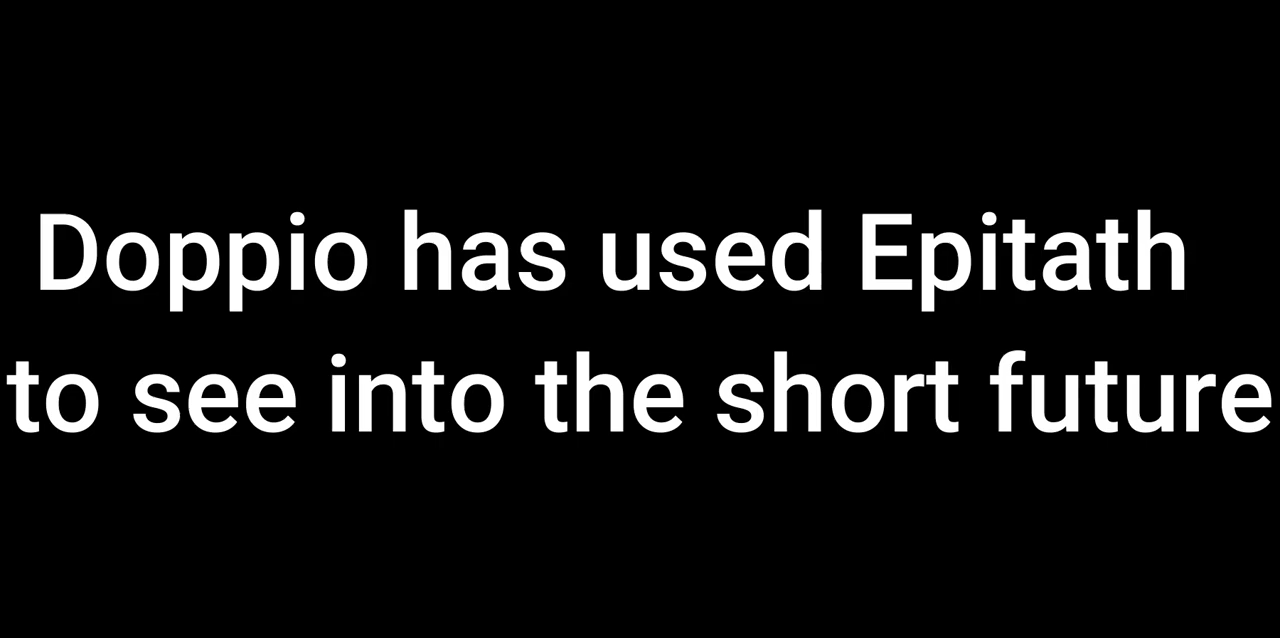 Doppio has used Epitath
to see into the short future